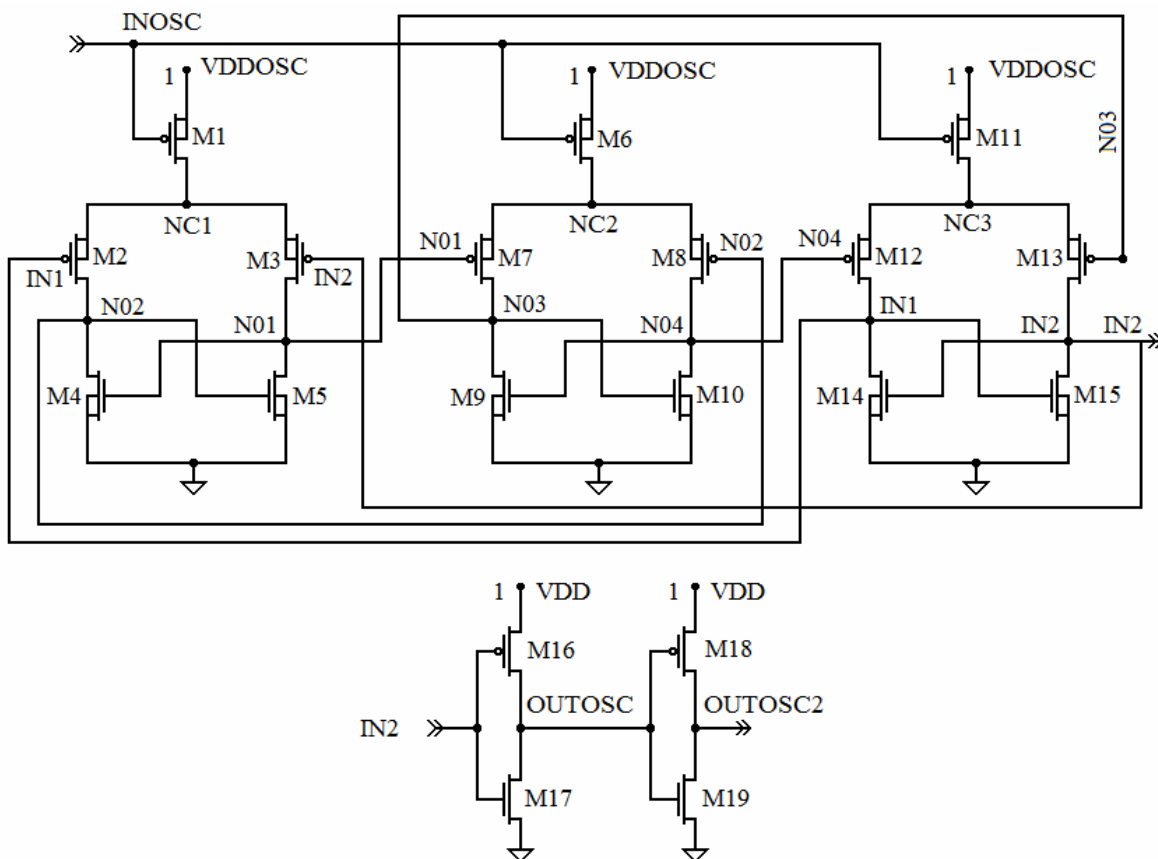 INOSC
1 VDDOSC
1 VDDOSC
1 VDDOSC
M1
M6
M11
N03
NC1
NC2
NC3
M2
M3
N01
M7
M8
N02
N04
M12
M13
IN1
IN2
N02
N01
N03
N04
IN1
IN2
IN2
M4
M5
M9
M10
M14
M15
1 VDD
1 VDD
M16
M18
OUTOSC
OUTOSC2
IN2
M17
M19